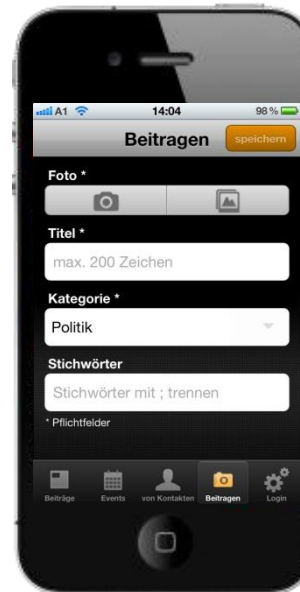 A1 14:04 98%
Beitragen speichern
Foto *
Titel *
max. 200 Zeichen
Kategorie *
Politik
Stichwörter
Stichwörter mit ; trennen
* Pflichtfelder
Beiträge Events von Kontakten Beitragen Login